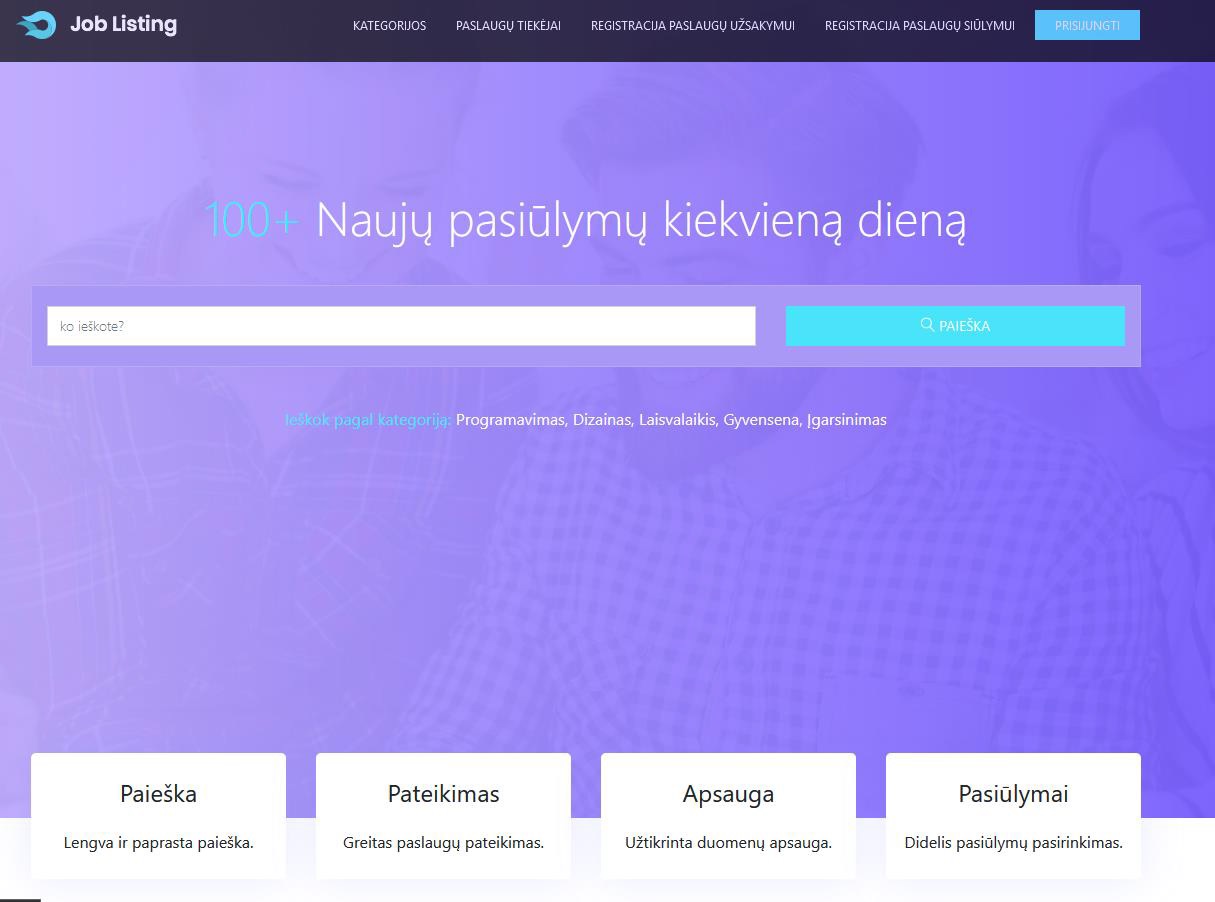 Job Listing
KATEGORIJOS
PASLAUGŲ TIEKĖJAI
REGISTRACIJA PASLAUGŲ UŽSAKYMUI
REGISTRACIJA PASLAUGŲ SIŪLYMUI
PRISIJUNGTI
100+ Naujų pasiūlymų kiekvieną dieną
ko ieškote?
PAIEŠKA
Ieškok pagal kategoriją: Programavimas, Dizainas, Laisvalaikis, Gyvensena, Įgarsinimas
Paieška
Lengva ir paprasta paieška.
Pateikimas
Greitas paslaugų pateikimas.
Apsauga
Užtikrinta duomenų apsauga.
Pasiūlymai
Didelis pasiūlymų pasirinkimas.